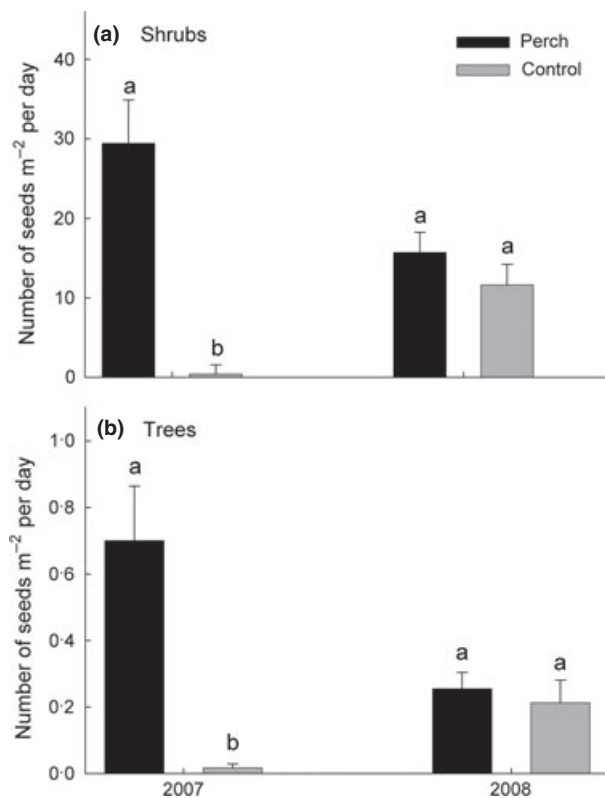 (a) Shrubs
Perch
Control
Number of seeds m⁻² per day
40
30
20
10
0
a
b
a
a
(b) Trees
Number of seeds m⁻² per day
1·0
0·8
0·6
0·4
0·2
0·0
a
b
a
a
2007 2008